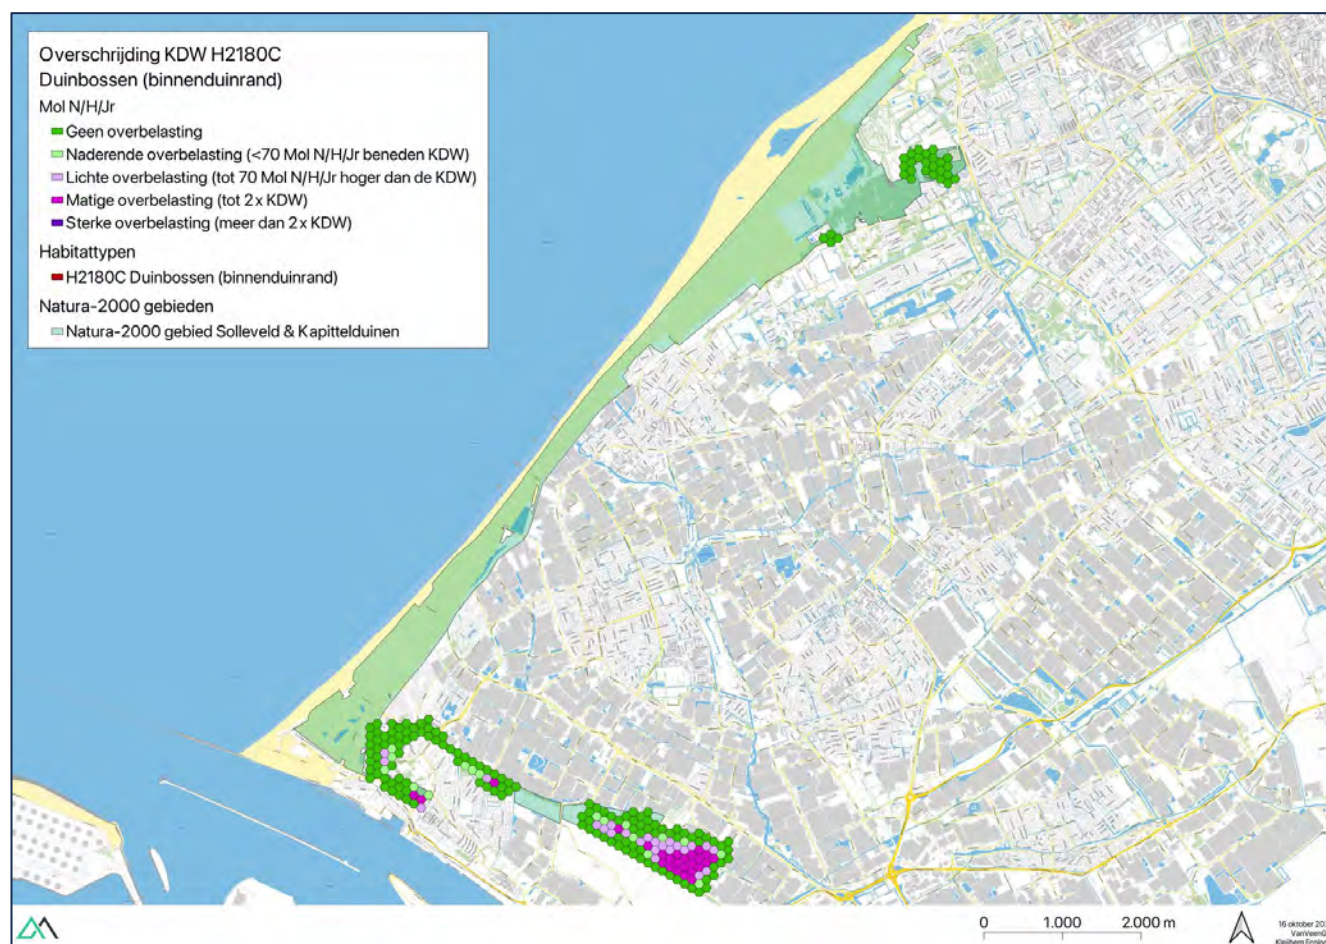 Overschrijding KDW H2180C
Duinbossen (binnenduinrand)
Mol N/H/Jr
Geen overbelasting
Naderende overbelasting (<70 Mol N/H/Jr beneden KDW)
Lichte overbelasting (tot 70 Mol N/H/Jr hoger dan de KDW)
Matige overbelasting (tot 2 x KDW)
Sterke overbelasting (meer dan 2 x KDW)
Habitattypen
H2180C Duinbossen (binnenduinrand)
Natura-2000 gebieden
Natura-2000 gebied Solleveld & Kapittelduinen
0 1.000 2.000 m
16 oktober